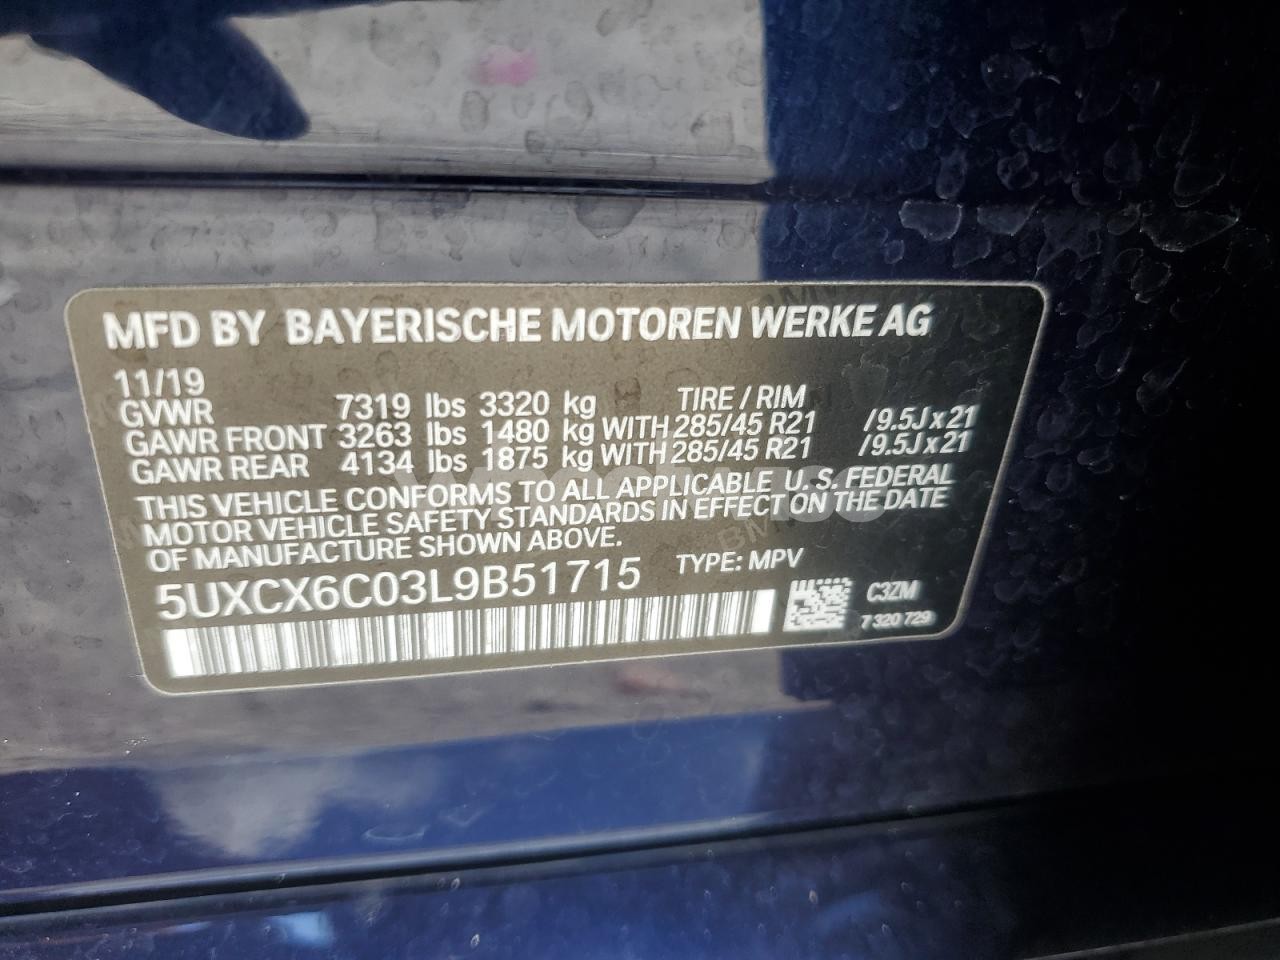 MFD BY BAYERISCHE MOTOREN WERKE AG
11/19
GVWR 7319 lbs 3320 kg TIRE / RIM
GAWR FRONT 3263 lbs 1480 kg WITH 285/45 R21 /9.5J x 21
GAWR REAR 4134 lbs 1875 kg WITH 285/45 R21 /9.5J x 21
THIS VEHICLE CONFORMS TO ALL APPLICABLE U.S. FEDERAL
MOTOR VEHICLE SAFETY STANDARDS IN EFFECT ON THE DATE
OF MANUFACTURE SHOWN ABOVE.
5UXCX6C03L9B51715 TYPE: MPV
C3ZM
7 320 729